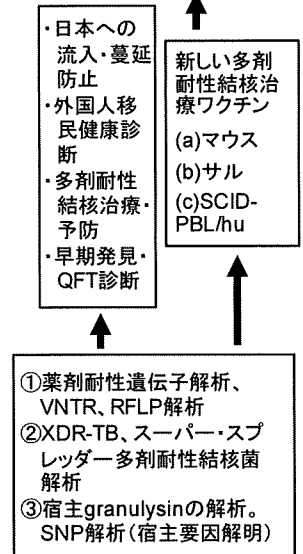 ・日本への
流入・蔓延
防止
・外国人移
民健康診
断
・多剤耐性
結核治療・
予防
・早期発見・
QFT診断
新しい多剤
耐性結核治
療ワクチン
(a)マウス
(b)サル
(c)SCID-
PBL/hu
①薬剤耐性遺伝子解析、
VNTR、RFLP解析
②XDR-TB、スーパー・スプ
レッダー多剤耐性結核菌
解析
③宿主granulysinの解析。
SNP解析(宿主要因解明)